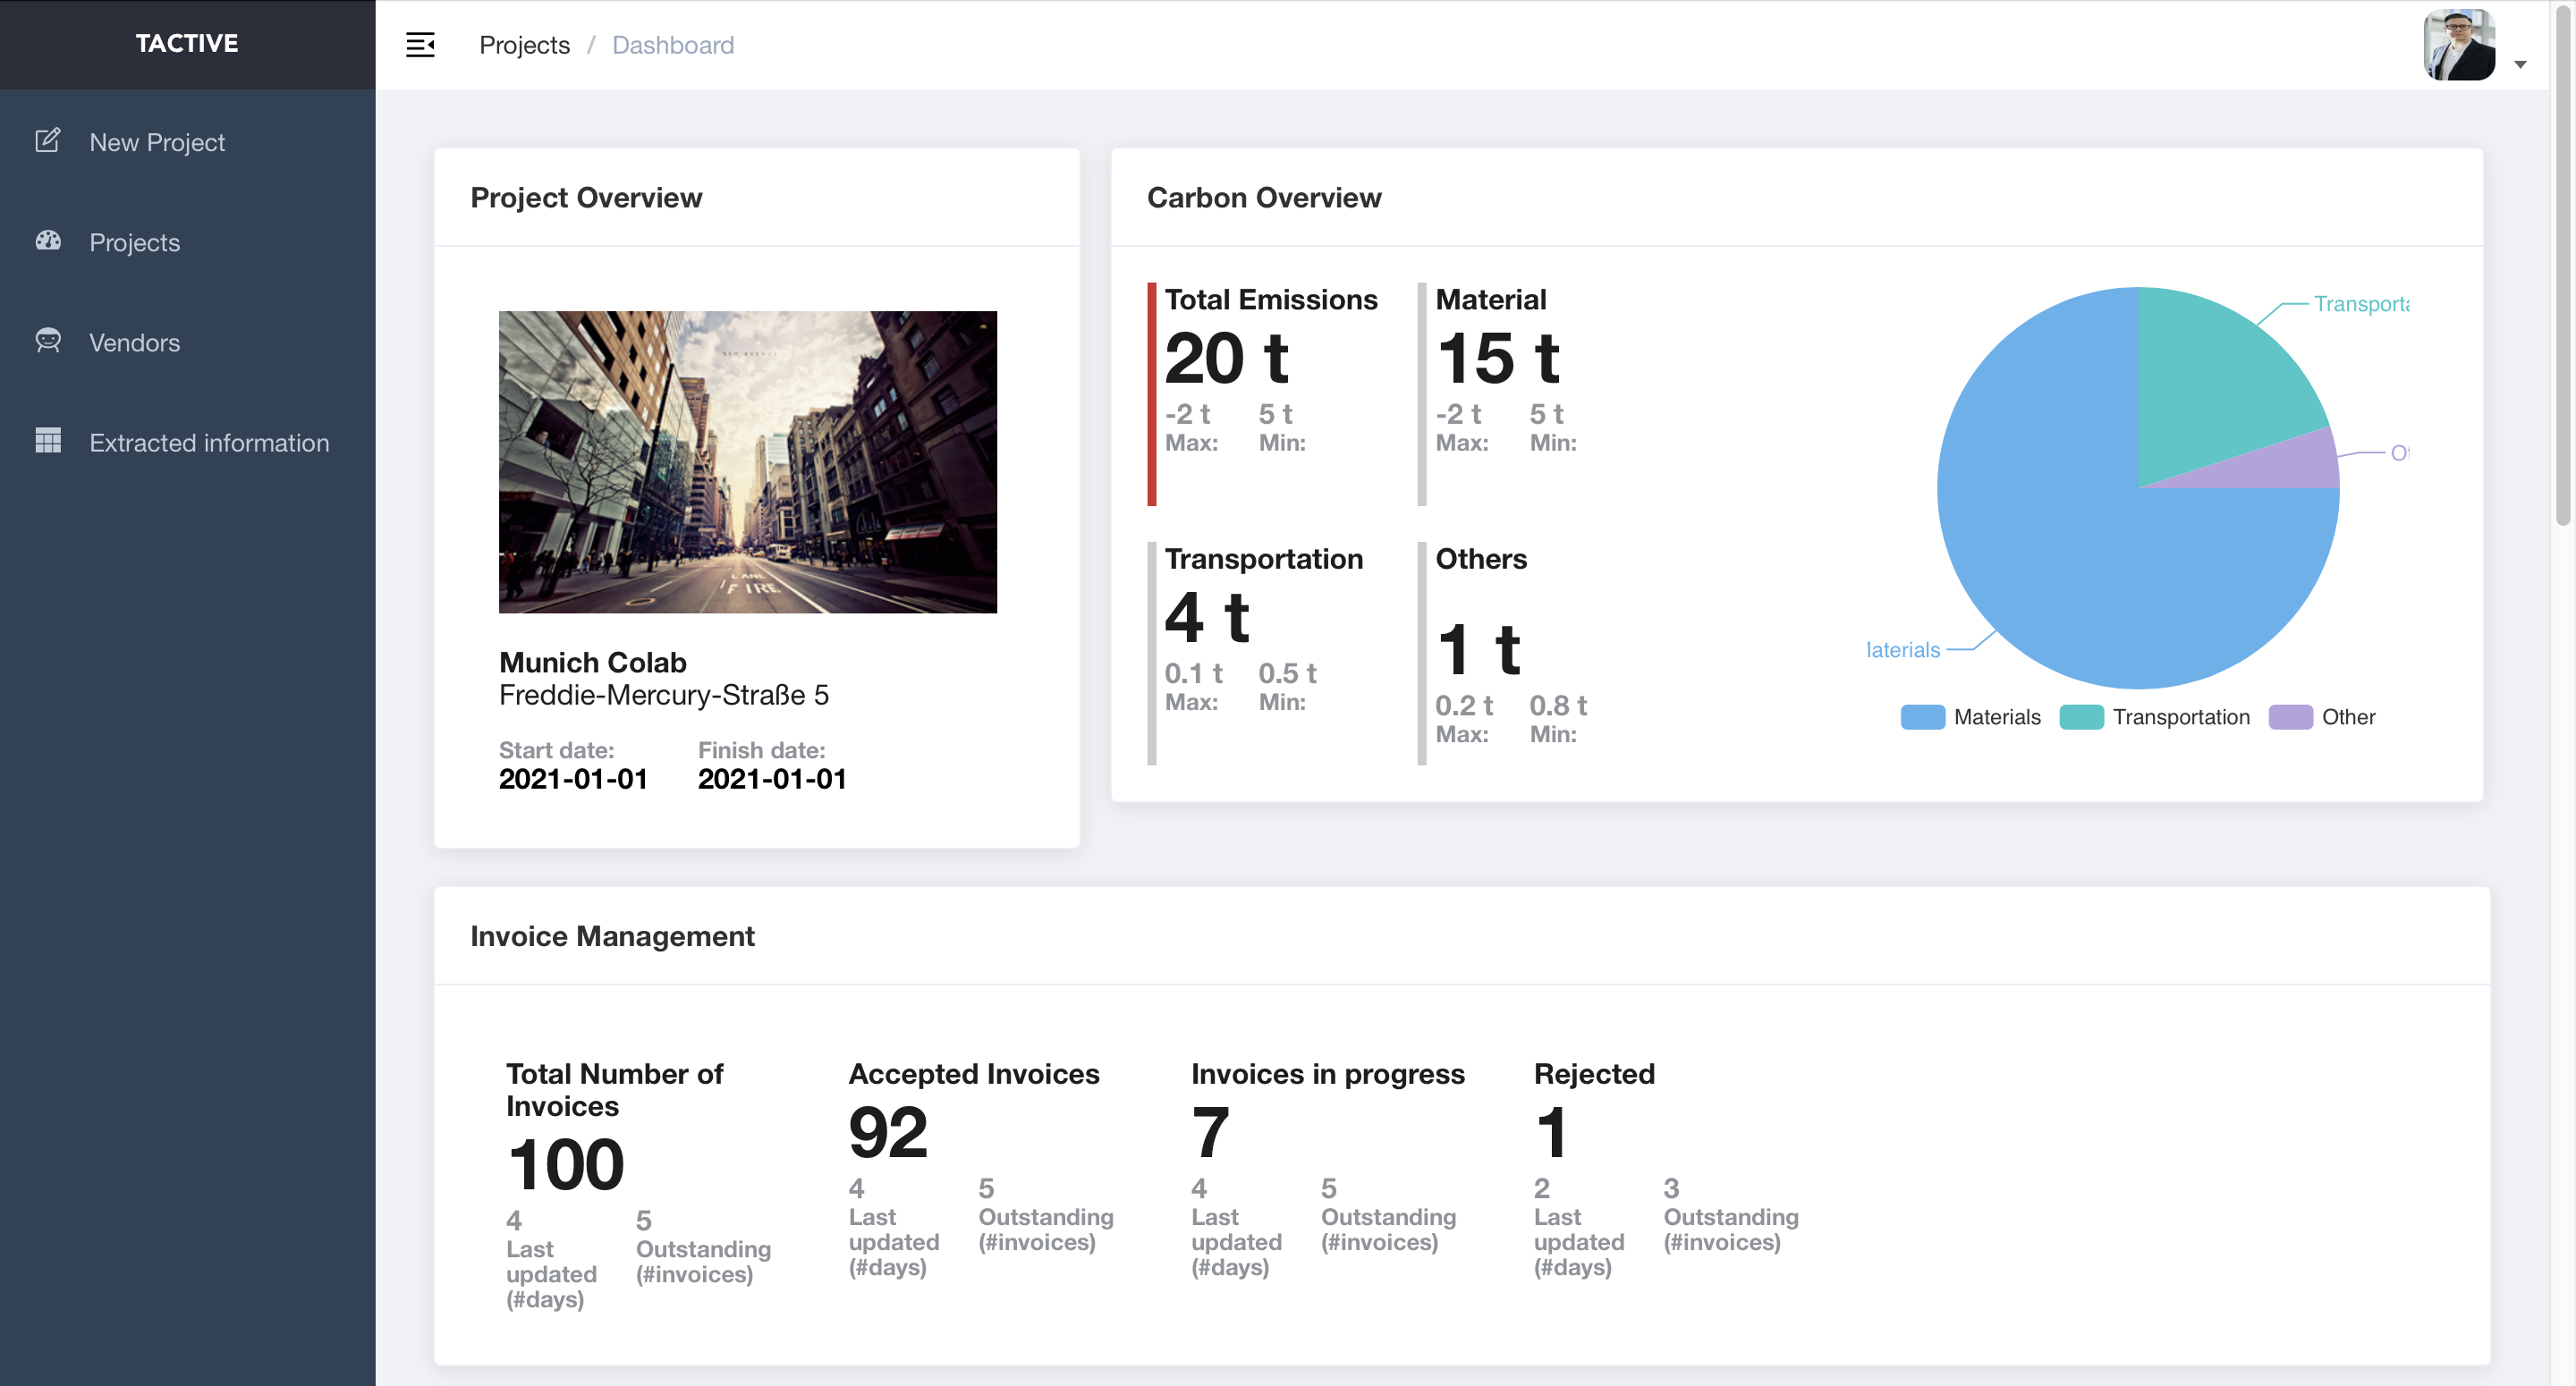 TACTIVE
Projects / Dashboard
New Project
Projects
Vendors
Extracted information
Project Overview
LANE
FIRE
Munich Colab
Freddie-Mercury-Straße 5
Start date: Finish date:
2021-01-01 2021-01-01
Carbon Overview
Total Emissions
20 t
-2 t 5 t
Max: Min:
Material
15 t
-2 t 5 t
Max: Min:
Transportation
4 t
0.1 t 0.5 t
Max: Min:
Others
1 t
0.2 t 0.8 t
Max: Min:
Transporta
Ot
laterials
Materials Transportation Other
Invoice Management
Total Number of
Invoices
100
4 5
Last Outstanding
updated (#invoices)
(#days)
Accepted Invoices
92
4 5
Last Outstanding
updated (#invoices)
(#days)
Invoices in progress
7
4 5
Last Outstanding
updated (#invoices)
(#days)
Rejected
1
2 3
Last Outstanding
updated (#invoices)
(#days)